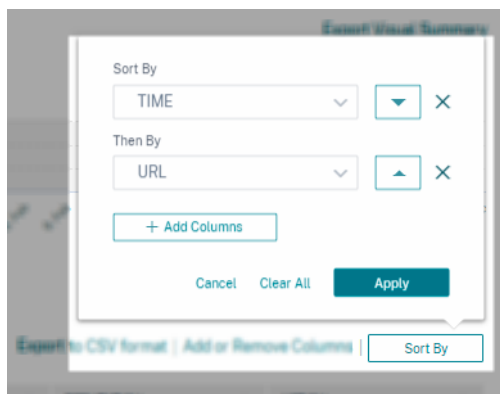 Export Visual Summary
Sort By
TIME
Then By
URL
+ Add Columns
Cancel Clear All Apply
Export to CSV format | Add or Remove Columns | Sort By